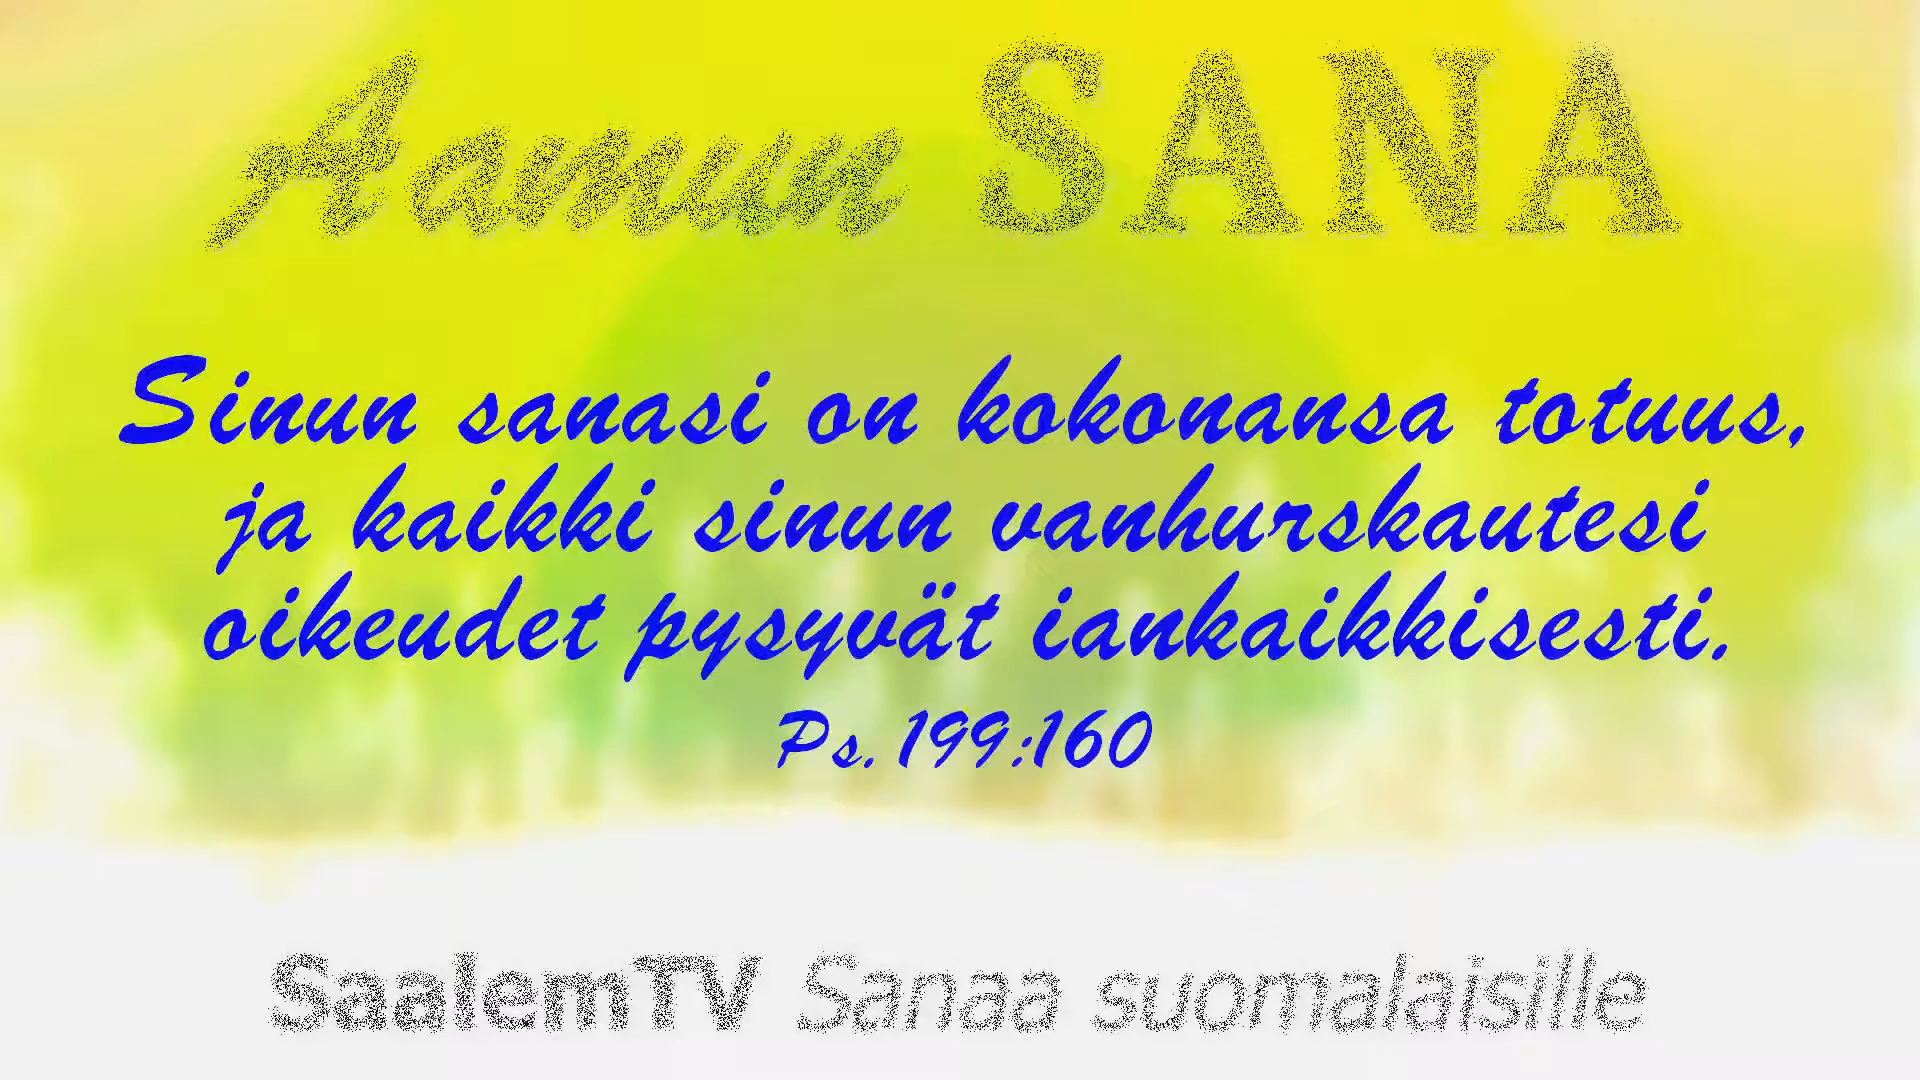 Aamun SANA
Sinun sanasi on kokonansa totuus,
ja kaikki sinun vanhurskautesi
oikeudet pysyvät iankaikkisesti.
Ps. 199:160
SaalemTV Sanaa suomalaisille